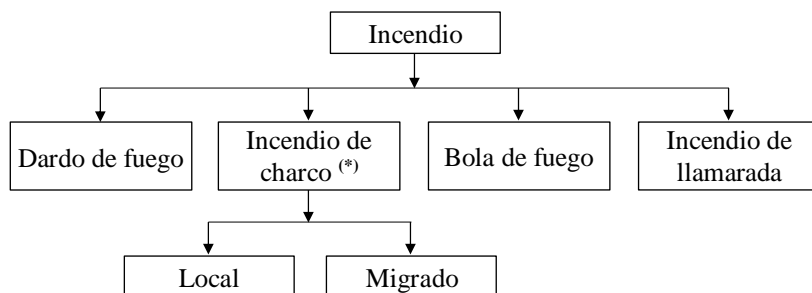 Incendio
Dardo de fuego
Incendio de
charco (*)
Bola de fuego
Incendio de
llamarada
Local
Migrado